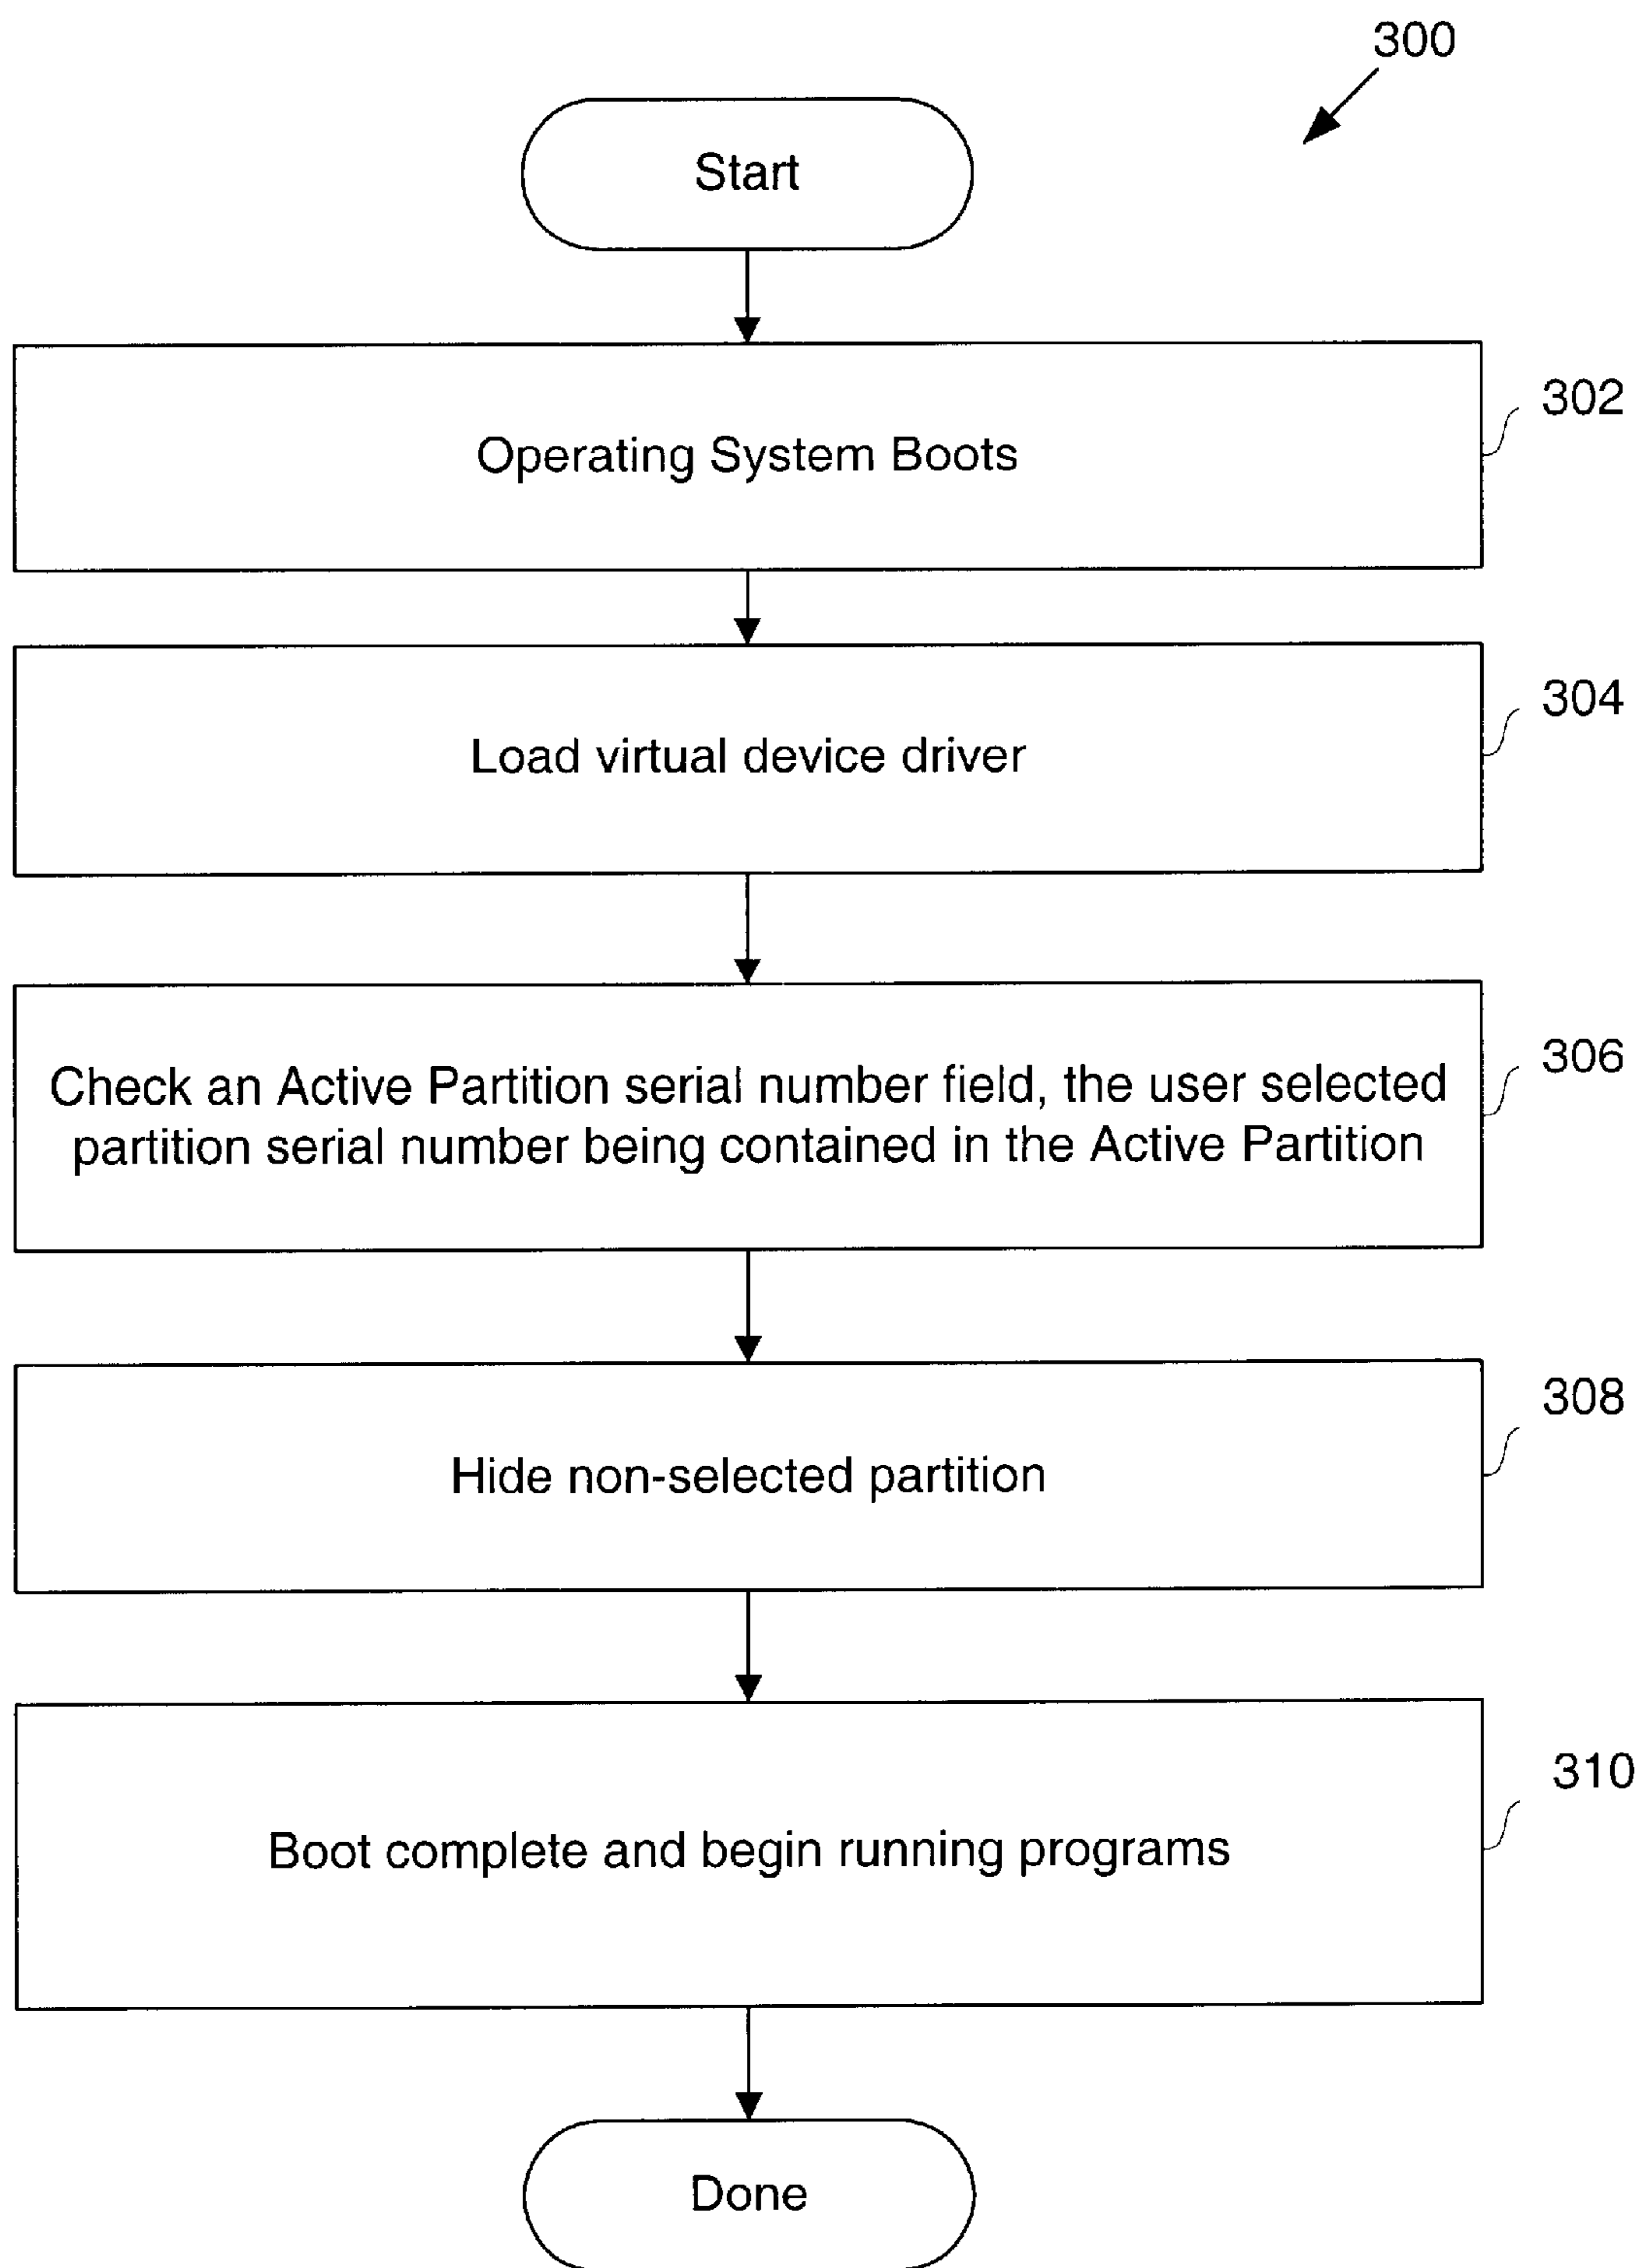 300
Start
Operating System Boots
302
Load virtual device driver
304
Check an Active Partition serial number field, the user selected
partition serial number being contained in the Active Partition
306
Hide non-selected partition
308
Boot complete and begin running programs
310
Done